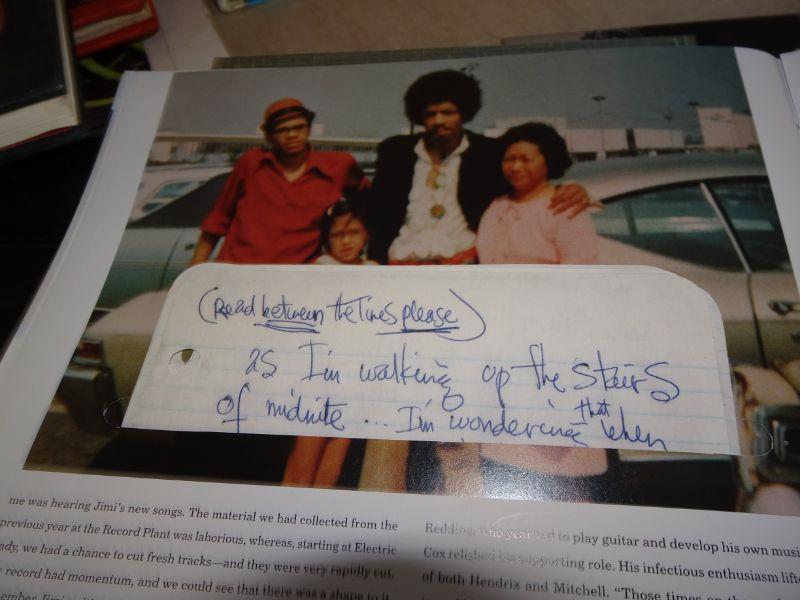 (Read between the lines please)
as I'm walking up the stairs
of midnite ... I'm wondering that when
me was hearing Jimi's new songs. The material we had collected from the
previous year at the Record Plant was laborious, whereas, starting at Electric
ady, we had a chance to cut fresh tracks—and they were very rapidly cut.
record had momentum, and we could see that there was a shape to it.
Redding, who to play guitar and develop his own musi
Cox relished his supporting role. His infectious enthusiasm lifte
of both Hendrix and Mitchell. "Those times on the